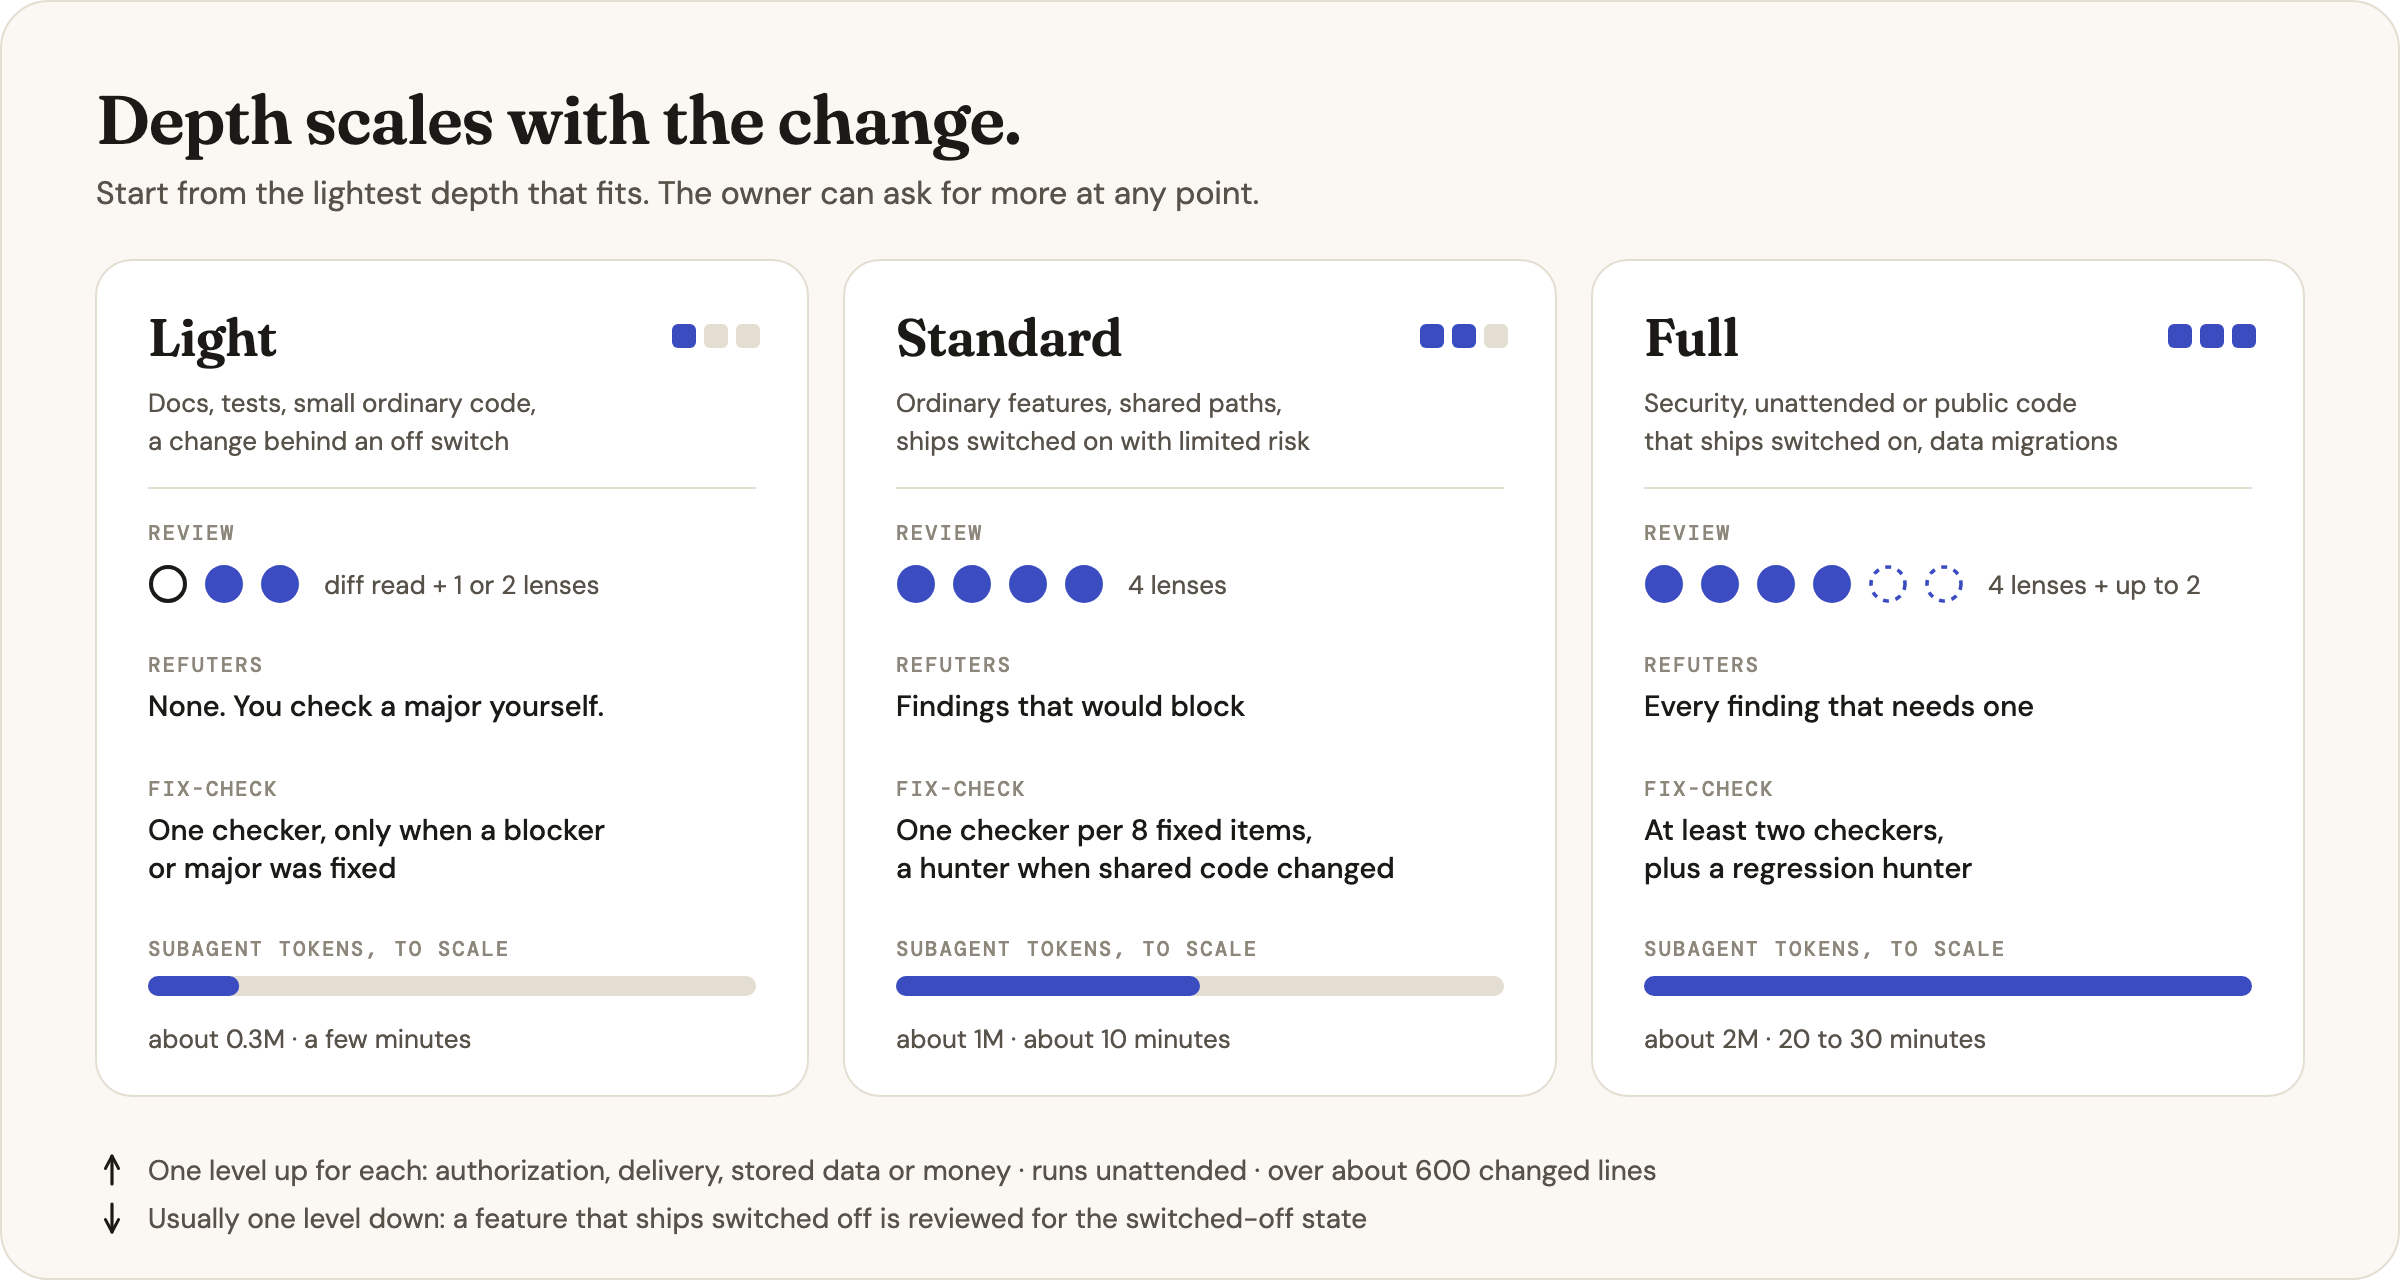 Depth scales with the change.
Start from the lightest depth that fits. The owner can ask for more at any point.
Light
Docs, tests, small ordinary code,
a change behind an off switch
REVIEW
diff read + 1 or 2 lenses
REFUTERS
None. You check a major yourself.
FIX-CHECK
One checker, only when a blocker
or major was fixed
SUBAGENT TOKENS, TO SCALE
about 0.3M · a few minutes
Standard
Ordinary features, shared paths,
ships switched on with limited risk
REVIEW
4 lenses
REFUTERS
Findings that would block
FIX-CHECK
One checker per 8 fixed items,
a hunter when shared code changed
SUBAGENT TOKENS, TO SCALE
about 1M · about 10 minutes
Full
Security, unattended or public code
that ships switched on, data migrations
REVIEW
4 lenses + up to 2
REFUTERS
Every finding that needs one
FIX-CHECK
At least two checkers,
plus a regression hunter
SUBAGENT TOKENS, TO SCALE
about 2M · 20 to 30 minutes
↑ One level up for each: authorization, delivery, stored data or money · runs unattended · over about 600 changed lines
↓ Usually one level down: a feature that ships switched off is reviewed for the switched-off state